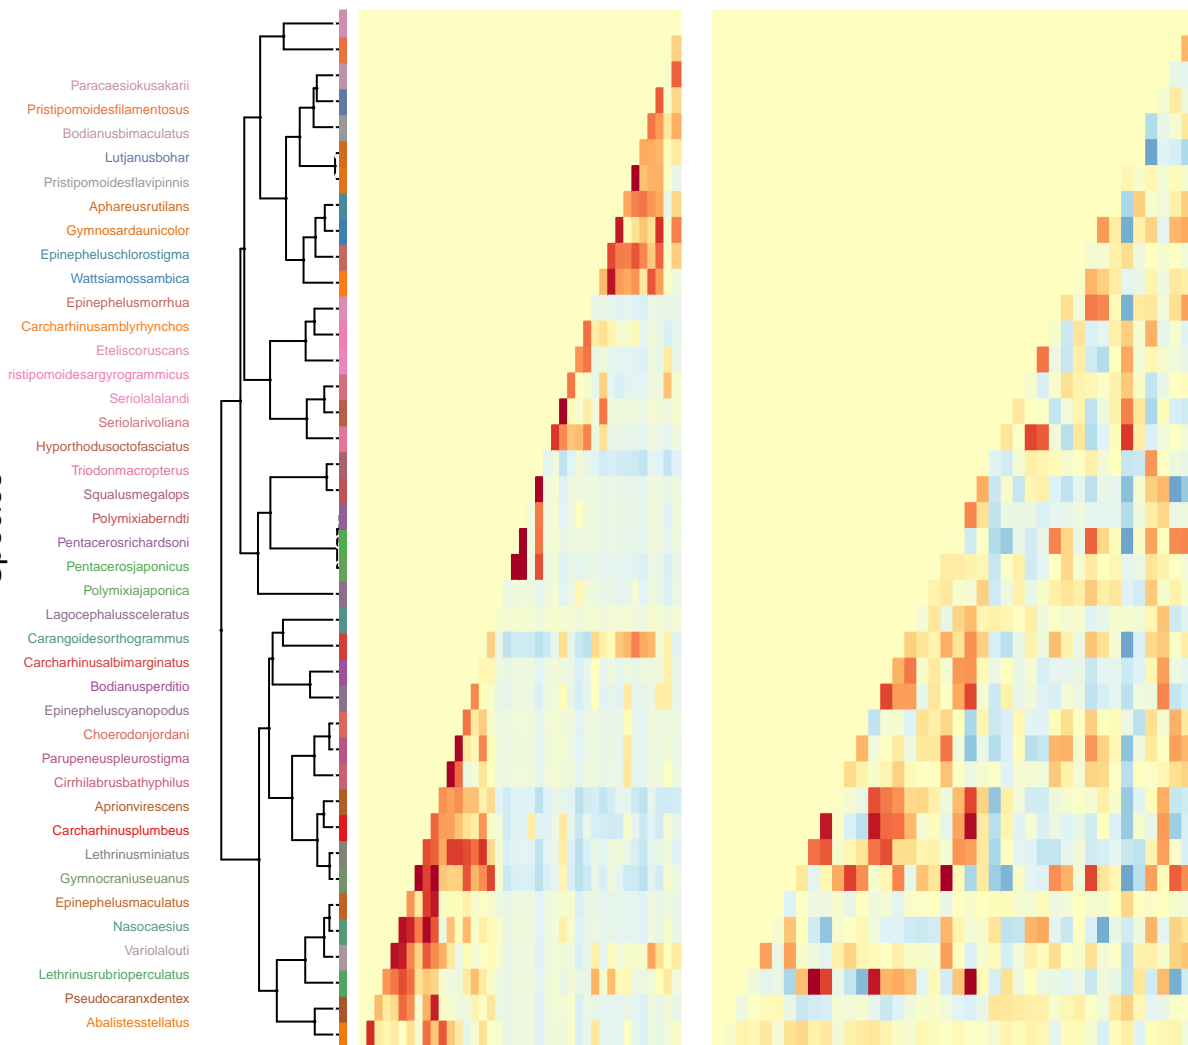 Paracaesiokusakarii
Pristipomoidesfilamentosus
Bodianusbimaculatus
Lutjanusbohar
Pristipomoidesflavipinnis
Aphareusrutilans
Gymnosardaunicolor
Epinepheluschlorostigma
Wattsiamossambica
Epinephelusmorrhua
Carcharhinusamblyrhynchos
Eteliscoruscans
ristipomoidesargyrogrammicus
Seriolalalandi
Seriolarivoliana
Hyporthodusoctofasciatus
Triodonmacropterus
Squalusmegalops
Polymixiaberndti
Pentacerosrichardsoni
Pentacerosjaponicus
Polymixiajaponica
Lagocephalussceleratus
Carangoidesorthogrammus
Carcharhinusalbimarginatus
Bodianusperditio
Epinepheluscyanopodus
Choerodonjordani
Parupeneuspleurostigma
Cirrhilabrusbathyphilus
Aprionvirescens
Carcharhinusplumbeus
Lethrinusminiatus
Gymnocraniuseuanus
Epinephelusmaculatus
Nasocaesius
Variolalouti
Lethrinusrubrioperculatus
Pseudocaranxdentex
Abalistesstellatus